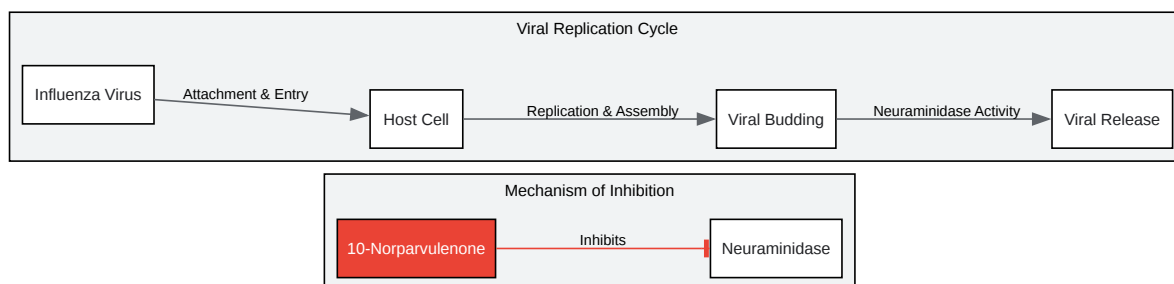 Viral Replication Cycle
Influenza Virus
Attachment & Entry
Host Cell
Replication & Assembly
Viral Budding
Neuraminidase Activity
Viral Release
Mechanism of Inhibition
10-Norparvulenone
Inhibits
Neuraminidase